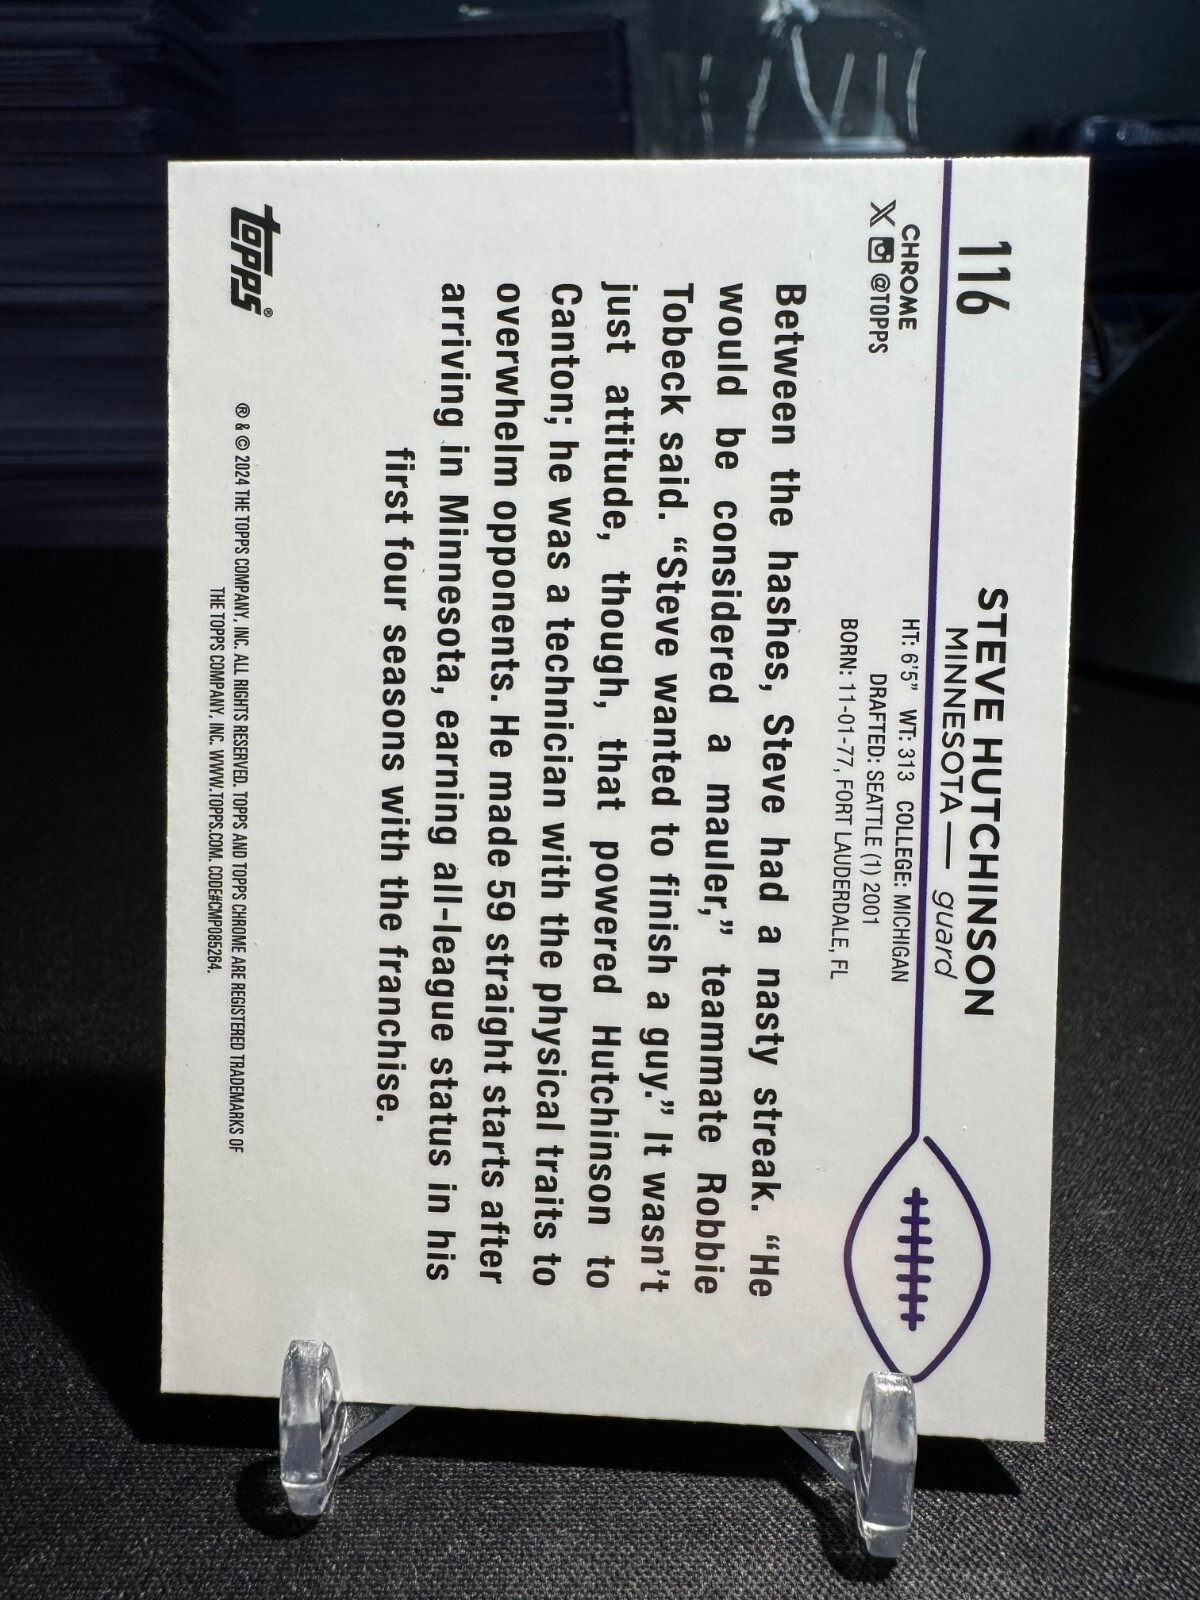 116
STEVE HUTCHINSON
MINNESOTA — guard
CHROME
X @TOPPS
HT: 6'5" WT: 313 COLLEGE: MICHIGAN
DRAFTED: SEATTLE (1) 2001
BORN: 11-01-77, FORT LAUDERDALE, FL
Between the hashes, Steve had a nasty streak. “He
would be considered a mauler,” teammate Robbie
Tobeck said. “Steve wanted to finish a guy.” It wasn't
just attitude, though, that powered Hutchinson to
Canton; he was a technician with the physical traits to
overwhelm opponents. He made 59 straight starts after
arriving in Minnesota, earning all-league status in his
first four seasons with the franchise.
topps®
® & © 2024 THE TOPPS COMPANY, INC. ALL RIGHTS RESERVED. TOPPS AND TOPPS CHROME ARE REGISTERED TRADEMARKS OF
THE TOPPS COMPANY, INC. WWW.TOPPS.COM. CODE#CMP085264.